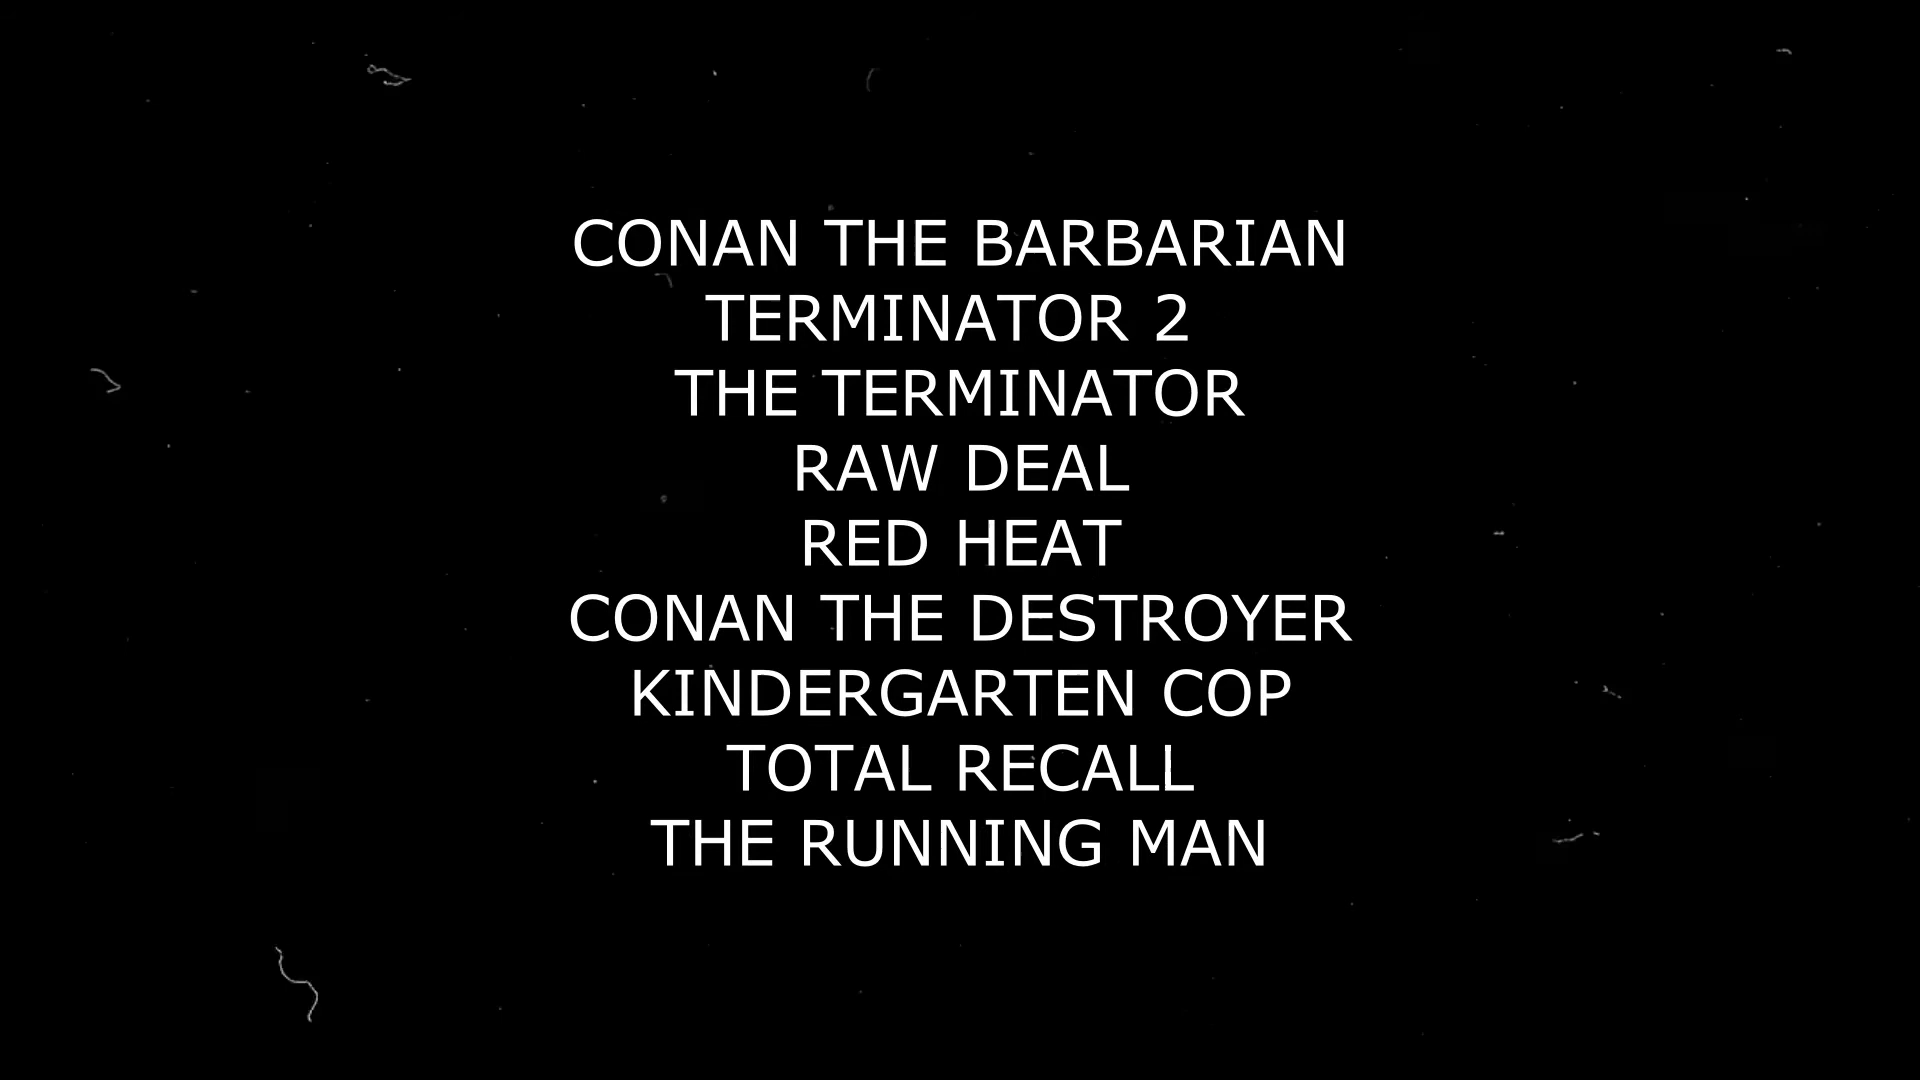 CONAN THE BARBARIAN
TERMINATOR 2
THE TERMINATOR
RAW DEAL
RED HEAT
CONAN THE DESTROYER
KINDERGARTEN COP
TOTAL RECALL
THE RUNNING MAN